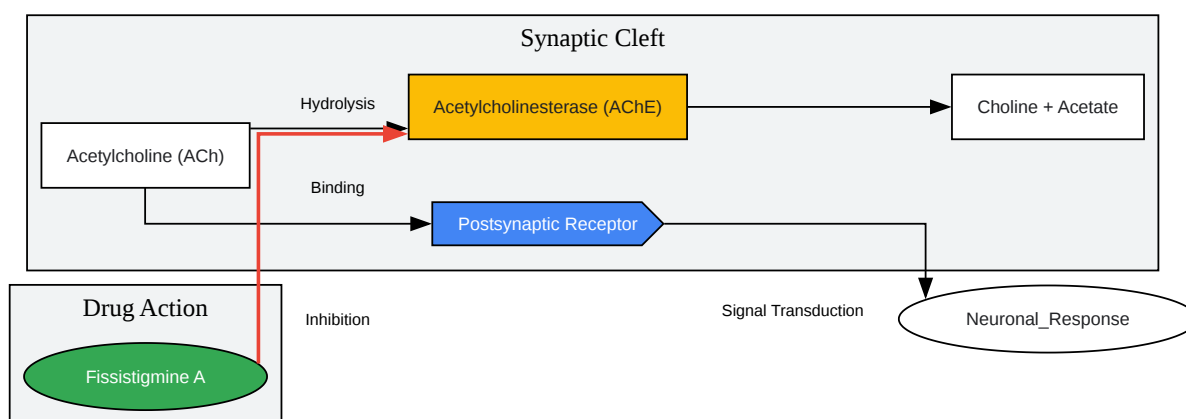 Synaptic Cleft
Hydrolysis
Acetylcholinesterase (AChE)
Choline + Acetate
Acetylcholine (ACh)
Binding
Postsynaptic Receptor
Drug Action
Inhibition
Signal Transduction
Neuronal_Response
Fissistigmine A